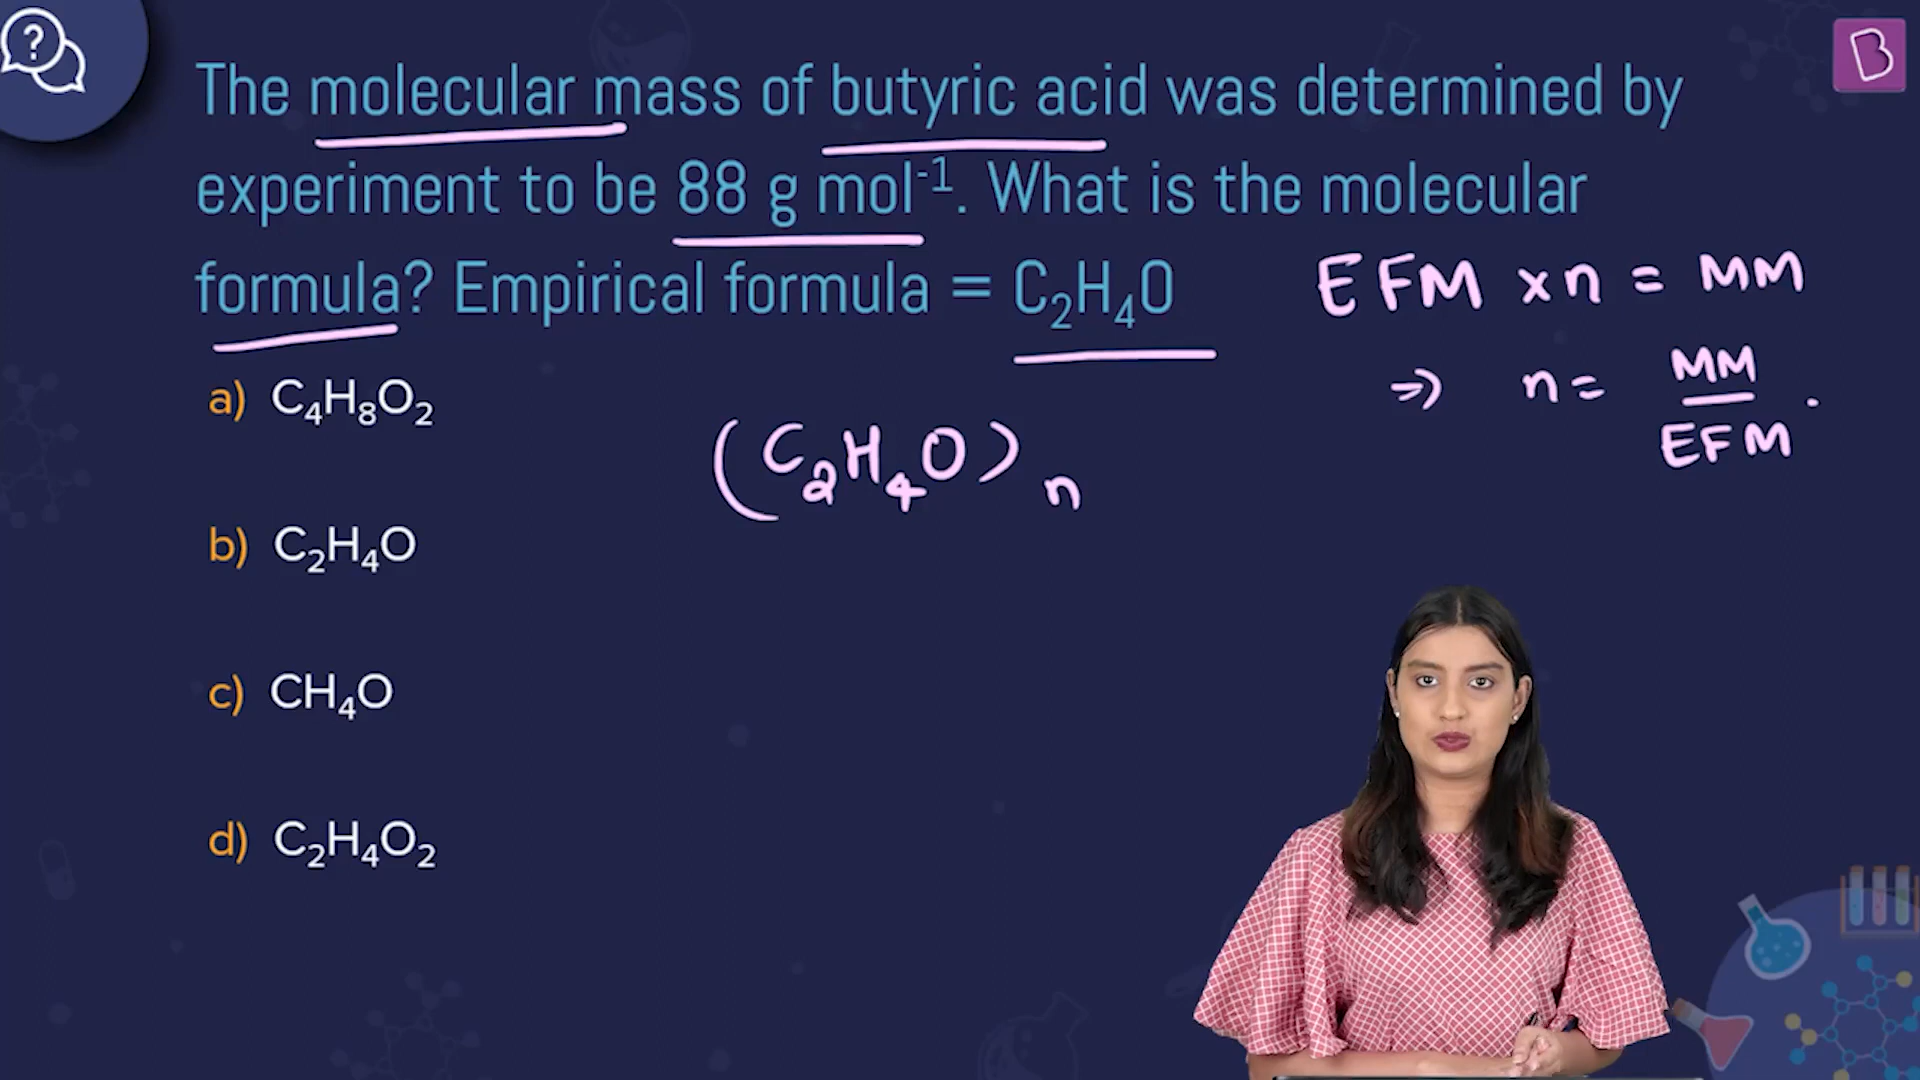 ?
B
The molecular mass of butyric acid was determined by
experiment to be 88 g mol⁻¹. What is the molecular
formula? Empirical formula = C₂H₄O
EFM × n = MM
⇒ n = MM/EFM .
a) C₄H₈O₂
(C₂H₄O)ₙ
b) C₂H₄O
c) CH₄O
d) C₂H₄O₂